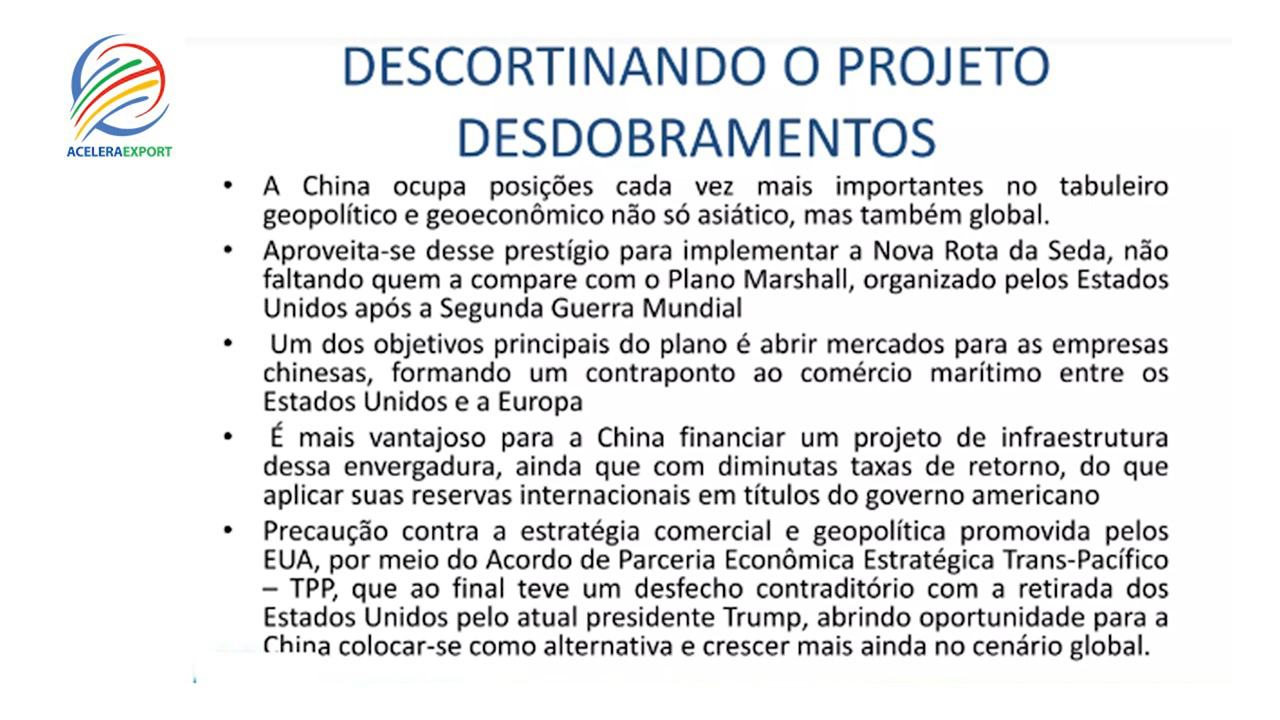 ACELERAEXPORT
DESCORTINANDO O PROJETO
DESDOBRAMENTOS
• A China ocupa posições cada vez mais importantes no tabuleiro
geopolítico e geoeconômico não só asiático, mas também global.
• Aproveita-se desse prestígio para implementar a Nova Rota da Seda, não
faltando quem a compare com o Plano Marshall, organizado pelos Estados
Unidos após a Segunda Guerra Mundial
• Um dos objetivos principais do plano é abrir mercados para as empresas
chinesas, formando um contraponto ao comércio marítimo entre os
Estados Unidos e a Europa
• É mais vantajoso para a China financiar um projeto de infraestrutura
dessa envergadura, ainda que com diminutas taxas de retorno, do que
aplicar suas reservas internacionais em títulos do governo americano
• Precaução contra a estratégia comercial e geopolítica promovida pelos
EUA, por meio do Acordo de Parceria Econômica Estratégica Trans-Pacífico
– TPP, que ao final teve um desfecho contraditório com a retirada dos
Estados Unidos pelo atual presidente Trump, abrindo oportunidade para a
China colocar-se como alternativa e crescer mais ainda no cenário global.